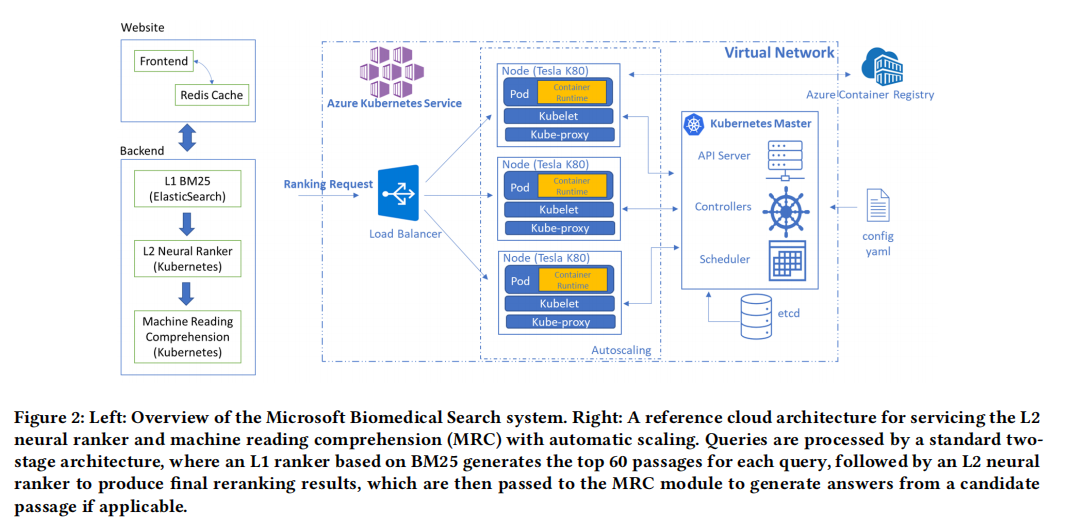 Website
Frontend
Redis Cache
Backend
L1 BM25
(ElasticSearch)
L2 Neural Ranker
(Kubernetes)
Machine Reading
Comprehension
(Kubernetes)
Virtual Network
Azure Kubernetes Service
Ranking Request
Load Balancer
Node (Tesla K80)
Pod
Container
Runtime
Kubelet
Kube-proxy
Node (Tesla K80)
Pod
Container
Runtime
Kubelet
Kube-proxy
Node (Tesla K80)
Pod
Container
Runtime
Kubelet
Kube-proxy
Autoscaling
Azure Container Registry
Kubernetes Master
API Server
Controllers
Scheduler
config
yaml
etcd
Figure 2: Left: Overview of the Microsoft Biomedical Search system. Right: A reference cloud architecture for servicing the L2
neural ranker and machine reading comprehension (MRC) with automatic scaling. Queries are processed by a standard two-
stage architecture, where an L1 ranker based on BM25 generates the top 60 passages for each query, followed by an L2 neural
ranker to produce final reranking results, which are then passed to the MRC module to generate answers from a candidate
passage if applicable.